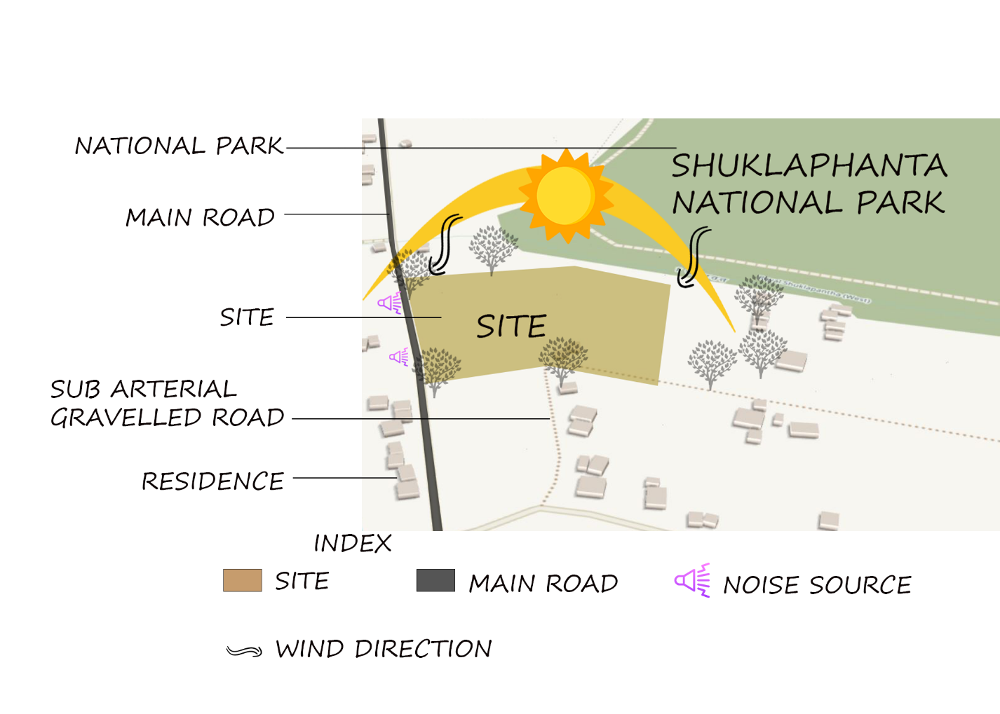 NATIONAL PARK
SHUKLAPHANTA
NATIONAL PARK
MAIN ROAD
SITE
SITE
SUB ARTERIAL
GRAVELLED ROAD
RESIDENCE
INDEX
SITE
MAIN ROAD
NOISE SOURCE
WIND DIRECTION